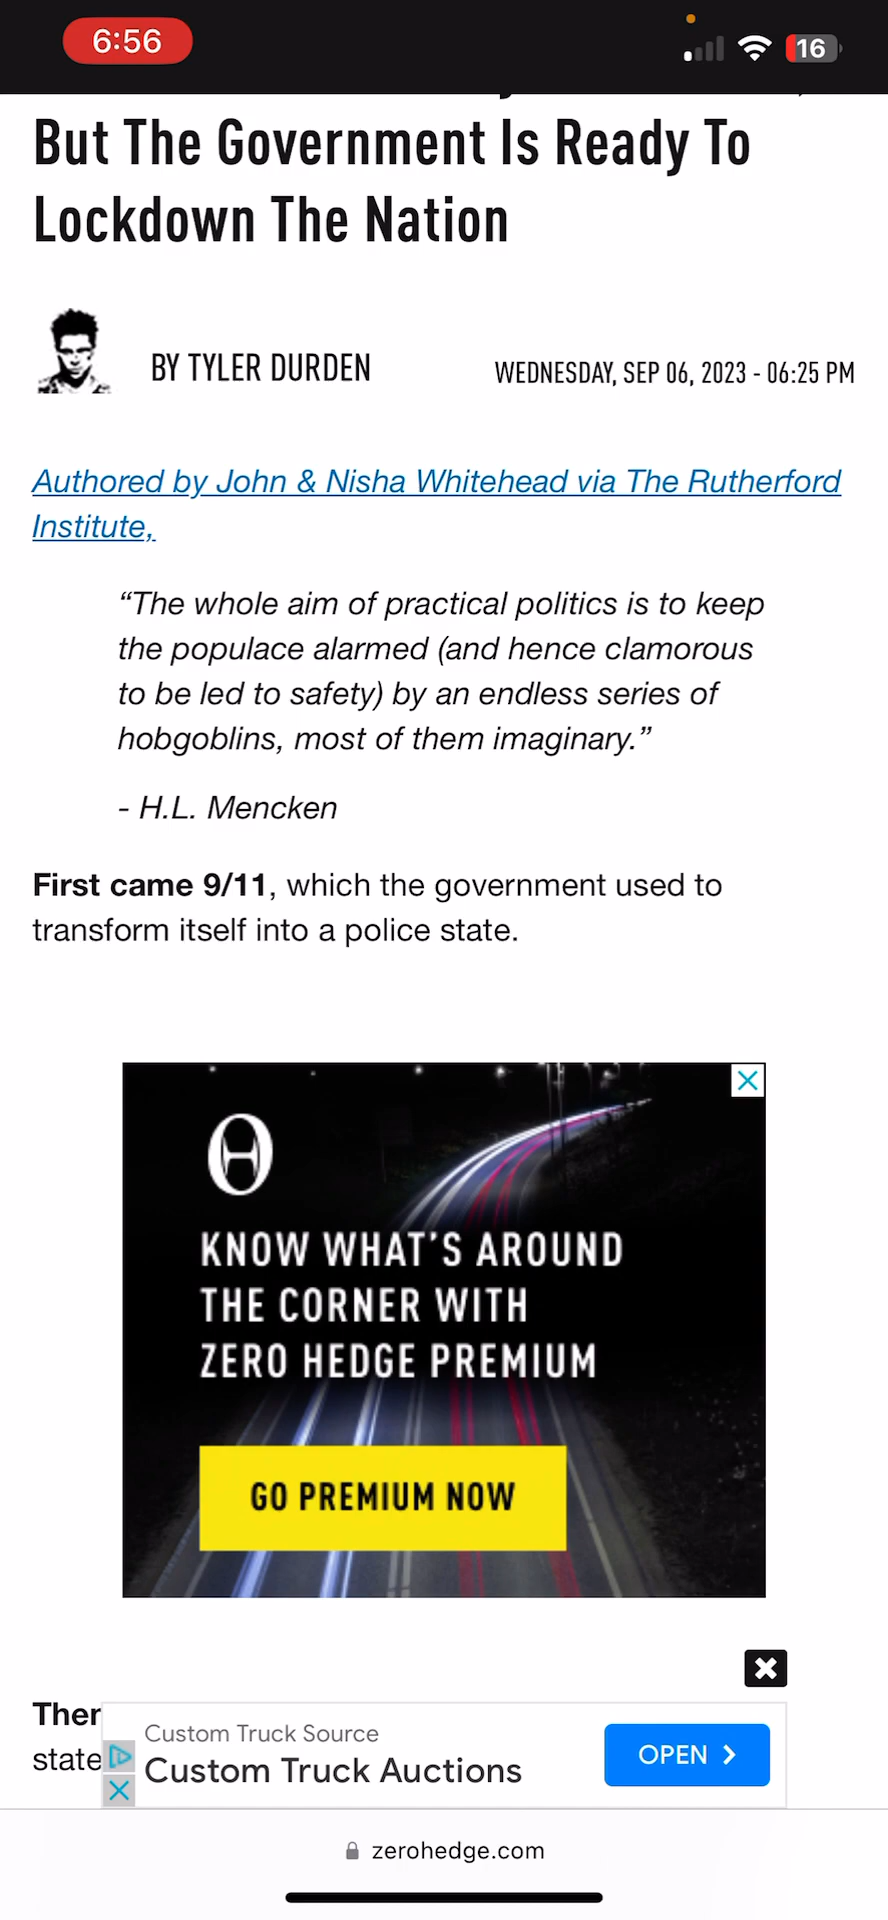 6:56
16
But The Government Is Ready To
Lockdown The Nation
BY TYLER DURDEN
WEDNESDAY, SEP 06, 2023 - 06:25 PM
Authored by John & Nisha Whitehead via The Rutherford
Institute,
“The whole aim of practical politics is to keep
the populace alarmed (and hence clamorous
to be led to safety) by an endless series of
hobgoblins, most of them imaginary.”
- H.L. Mencken
First came 9/11, which the government used to
transform itself into a police state.
KNOW WHAT'S AROUND
THE CORNER WITH
ZERO HEDGE PREMIUM
GO PREMIUM NOW
Custom Truck Source
state
Custom Truck Auctions
OPEN
zerohedge.com